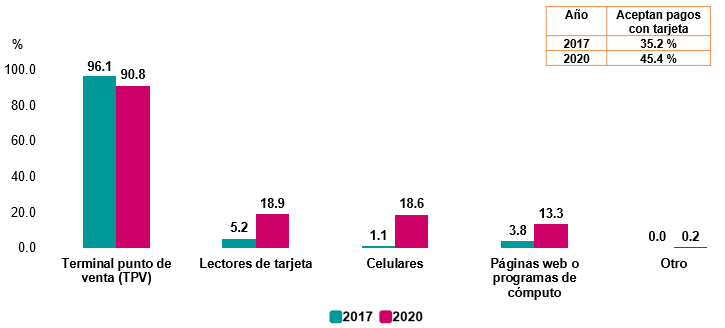 Año Aceptan pagos
con tarjeta
2017 35.2 %
2020 45.4 %
%
100.0
80.0
60.0
40.0
20.0
0.0
96.1 90.8
5.2 18.9
1.1 18.6
3.8 13.3
0.0 0.2
Terminal punto de
venta (TPV)
Lectores de tarjeta
Celulares
Páginas web o
programas de
cómputo
Otro
2017 2020